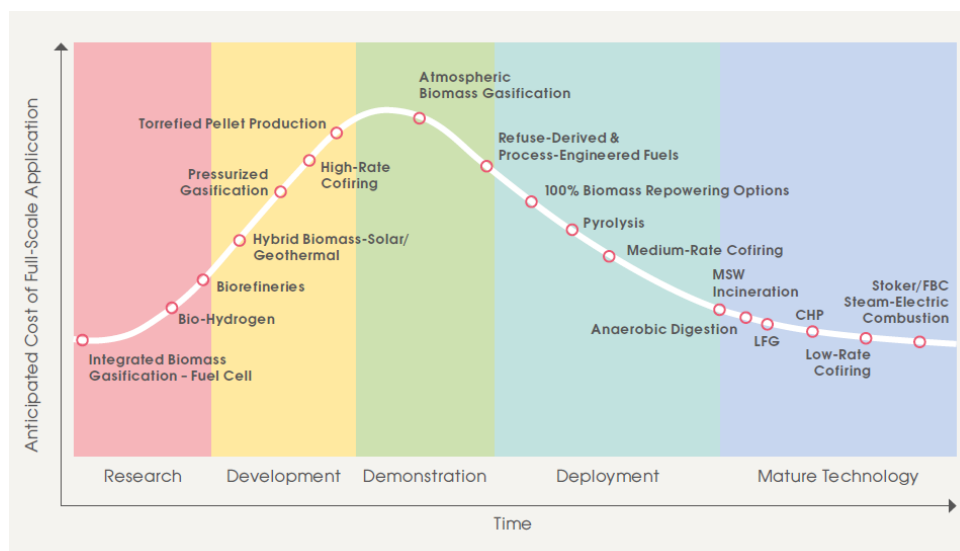 Anticipated Cost of Full-Scale Application
Atmospheric
Biomass Gasification
Torrefied Pellet Production
Refuse-Derived &
Process-Engineered Fuels
High-Rate
Cofiring
Pressurized
Gasification
100% Biomass Repowering Options
Pyrolysis
Hybrid Biomass-Solar/
Geothermal
Medium-Rate Cofiring
Biorefineries
MSW
Incineration
Stoker/FBC
Steam-Electric
Combustion
Bio-Hydrogen
Anaerobic Digestion
CHP
LFG
Integrated Biomass
Gasification – Fuel Cell
Low-Rate
Cofiring
Research
Development
Demonstration
Deployment
Mature Technology
Time